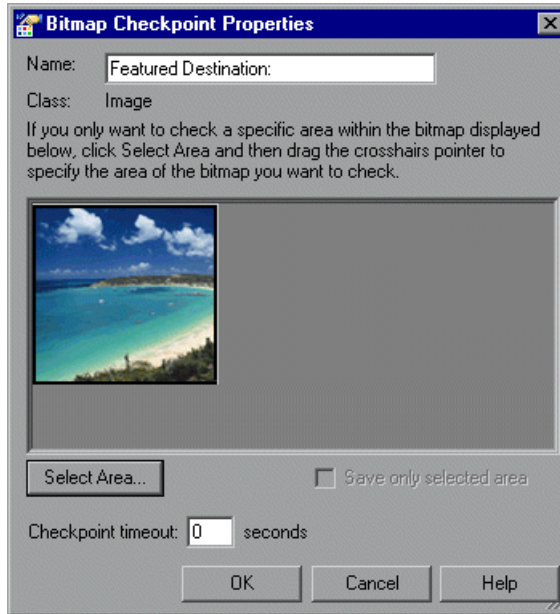 Bitmap Checkpoint Properties
Name: Featured Destination:
Class: Image
If you only want to check a specific area within the bitmap displayed
below, click Select Area and then drag the crosshairs pointer to
specify the area of the bitmap you want to check.
Select Area... Save only selected area
Checkpoint timeout: 0 seconds
OK Cancel Help